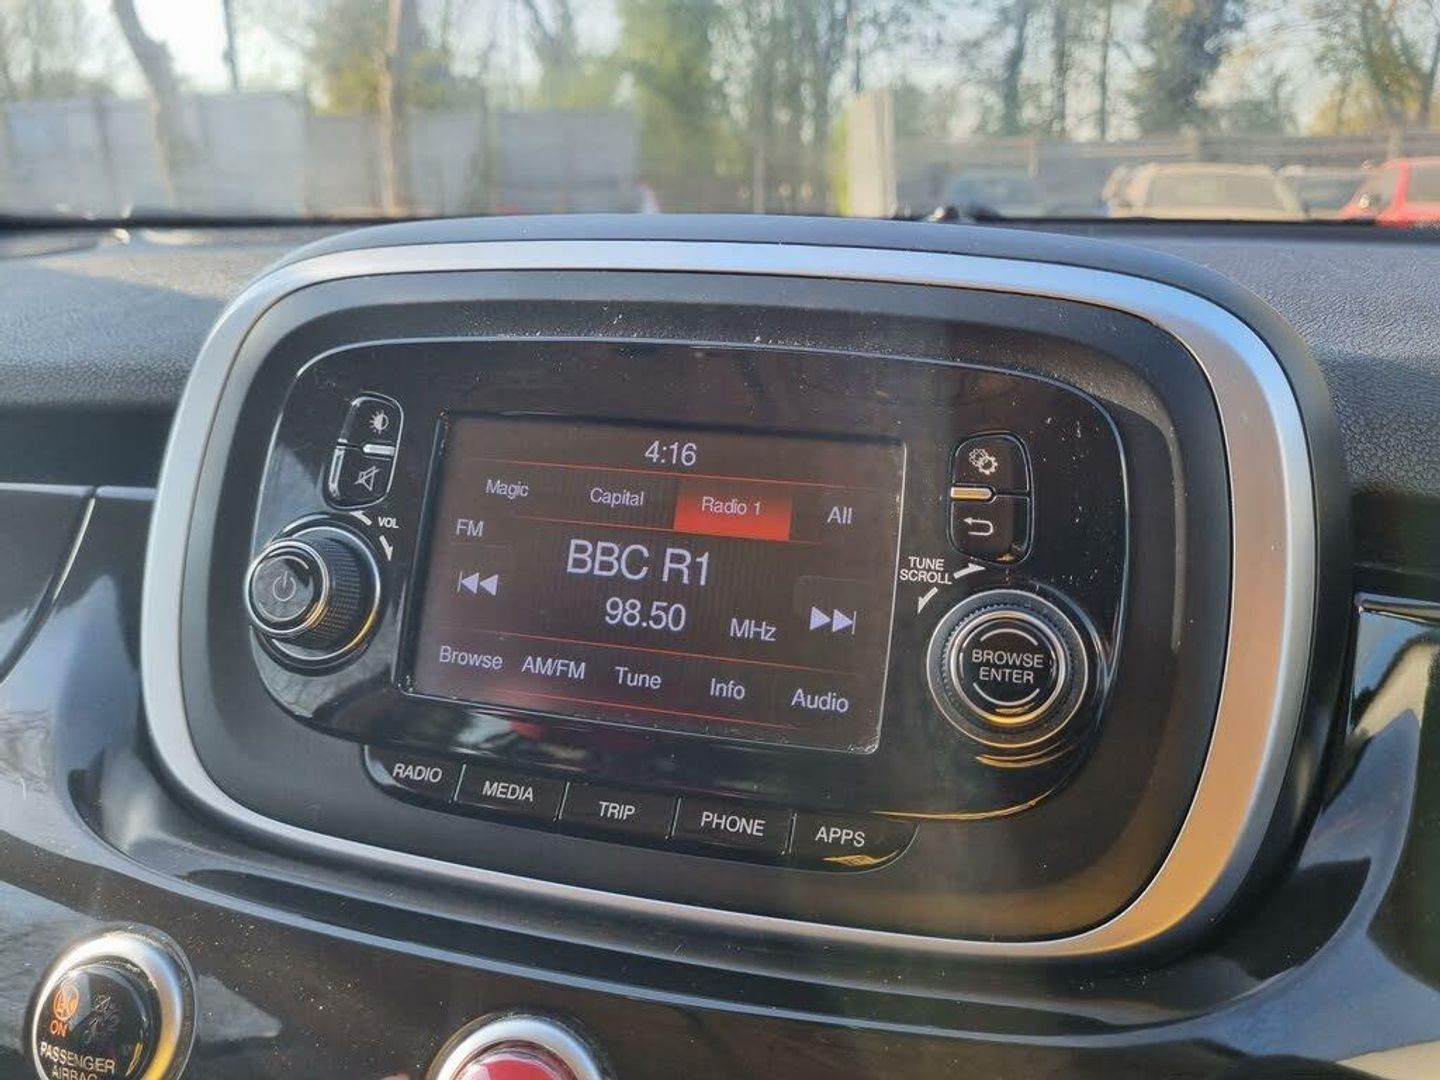 4:16
Magic Capital Radio 1 All
FM
BBC R1
98.50 MHz
Browse AM/FM Tune Info Audio
VOL
TUNE
SCROLL
BROWSE
ENTER
RADIO MEDIA TRIP PHONE APPS
ON
PASSENGER
AIRBAG